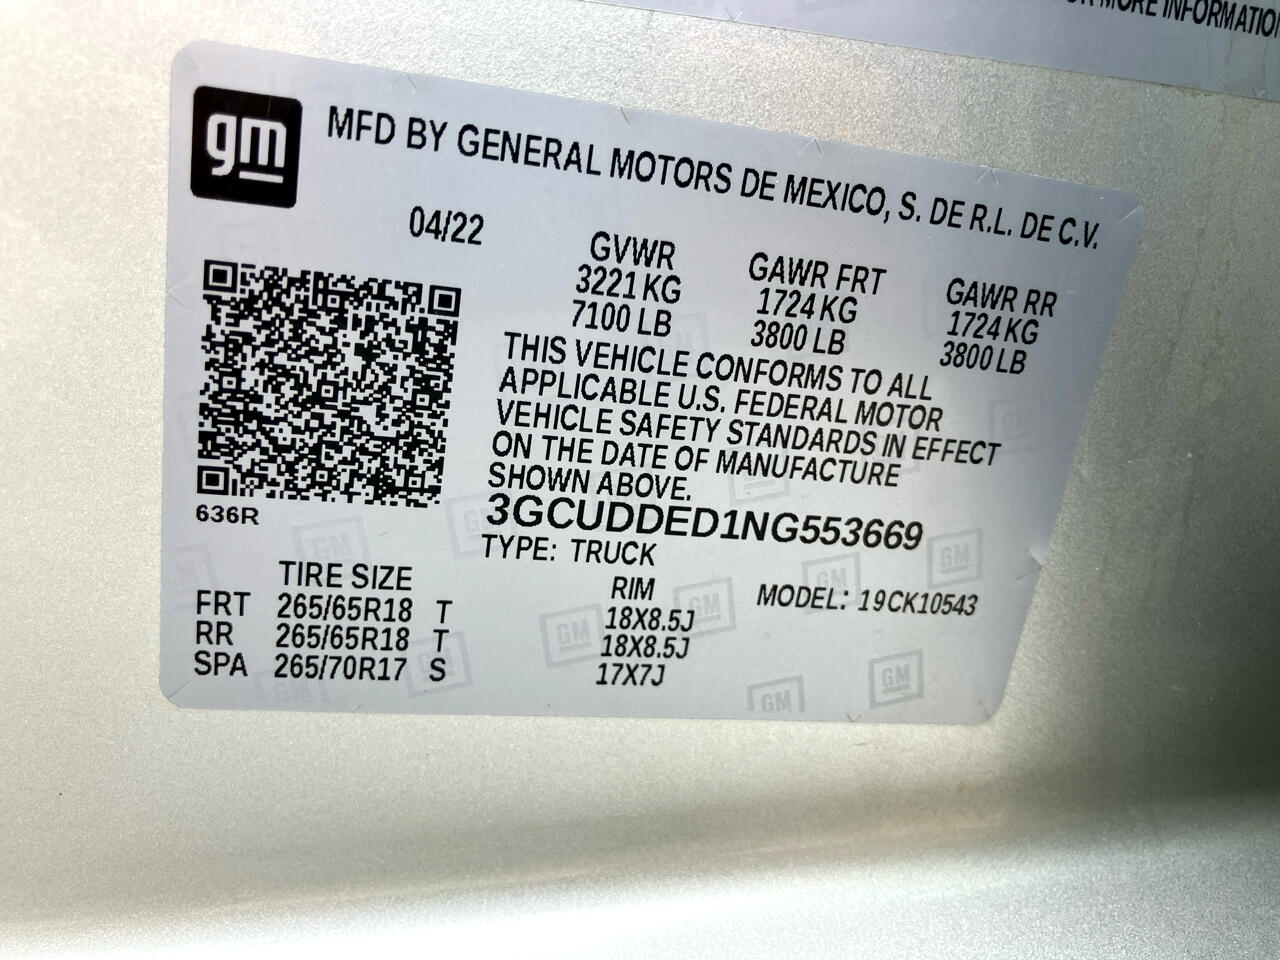 OR MORE INFORMATION
gm
MFD BY GENERAL MOTORS DE MEXICO, S. DE R.L. DE C.V.
04/22
GVWR GAWR FRT GAWR RR
3221 KG 1724 KG 1724 KG
7100 LB 3800 LB 3800 LB
THIS VEHICLE CONFORMS TO ALL
APPLICABLE U.S. FEDERAL MOTOR
VEHICLE SAFETY STANDARDS IN EFFECT
ON THE DATE OF MANUFACTURE
SHOWN ABOVE.
636R
3GCUDDED1NG553669
TYPE: TRUCK
TIRE SIZE RIM MODEL: 19CK10543
FRT 265/65R18 T 18X8.5J
RR 265/65R18 T 18X8.5J
SPA 265/70R17 S 17X7J